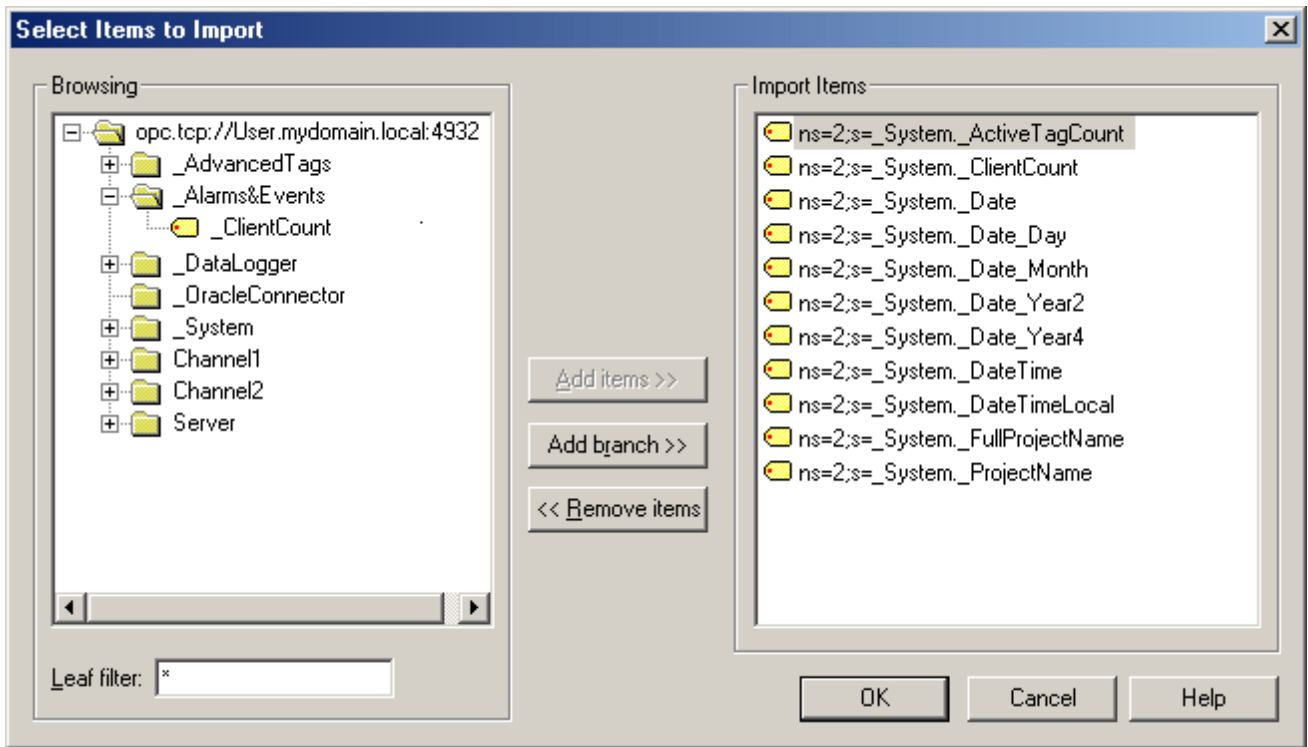 Select Items to Import
Browsing
opc.tcp://User.mydomain.local:4932
_AdvancedTags
_Alarms&Events
_ClientCount
_DataLogger
_OracleConnector
_System
Channel1
Channel2
Server
Leaf filter: *
Add items >>
Add branch >>
<< Remove items
Import Items
ns=2;s=_System._ActiveTagCount
ns=2;s=_System._ClientCount
ns=2;s=_System._Date
ns=2;s=_System._Date_Day
ns=2;s=_System._Date_Month
ns=2;s=_System._Date_Year2
ns=2;s=_System._Date_Year4
ns=2;s=_System._DateTime
ns=2;s=_System._DateTimeLocal
ns=2;s=_System._FullProjectName
ns=2;s=_System._ProjectName
OK
Cancel
Help